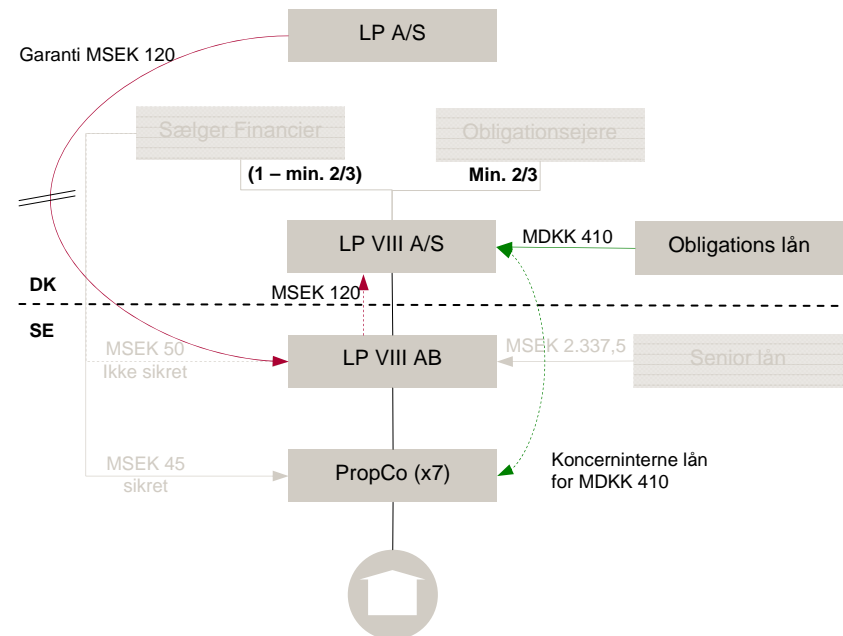 LP A/S
Garanti MSEK 120
Sælger Financier
Obligationsejere
(1 – min. 2/3)
Min. 2/3
LP VIII A/S
MDKK 410
Obligations lån
DK
MSEK 120
SE
MSEK 50
Ikke sikret
LP VIII AB
MSEK 2.337,5
Senior lån
MSEK 45
sikret
PropCo (x7)
Koncerninterne lån
for MDKK 410